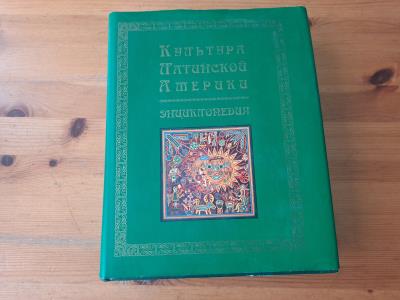 Культура
Латинской
Америки
энциклопедия